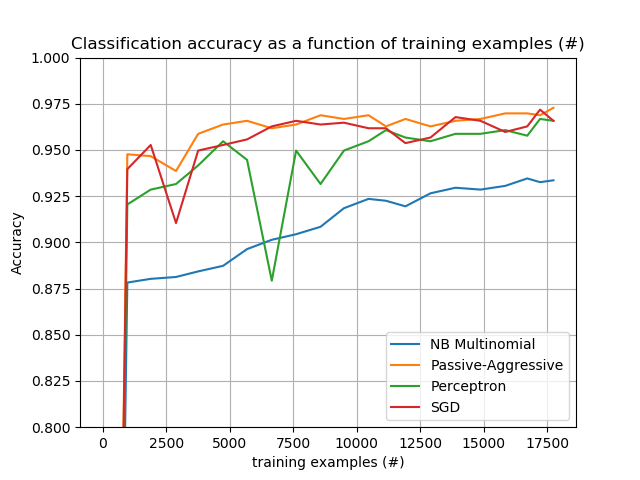 Classification accuracy as a function of training examples (#)
1.000
0.975
0.950
0.925
0.900
0.875
0.850
0.825
0.800
Accuracy
NB Multinomial
Passive-Aggressive
Perceptron
SGD
0 2500 5000 7500 10000 12500 15000 17500
training examples (#)